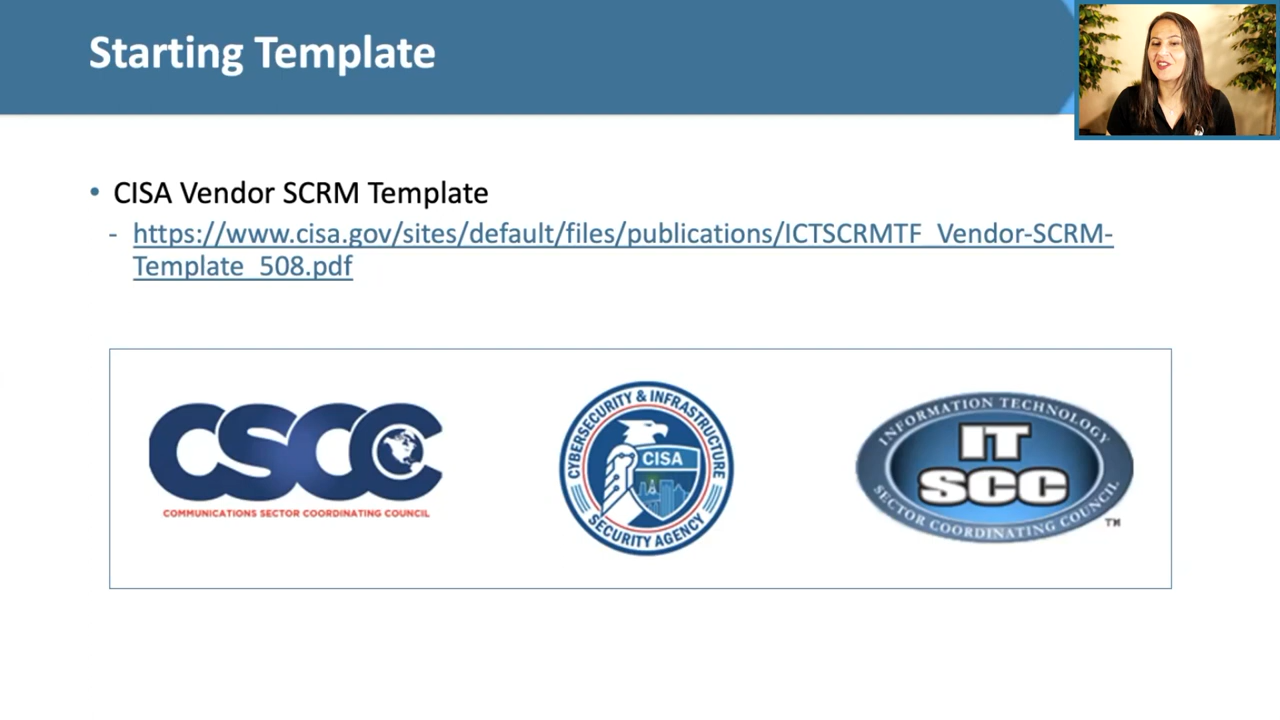 Starting Template
• CISA Vendor SCRM Template
- https://www.cisa.gov/sites/default/files/publications/ICTSCRMTF_Vendor-SCRM-
Template_508.pdf
CSCC
COMMUNICATIONS SECTOR COORDINATING COUNCIL
CYBERSECURITY & INFRASTRUCTURE
CISA
SECURITY AGENCY
INFORMATION TECHNOLOGY
IT
SCC
SECTOR COORDINATING COUNCIL
TM